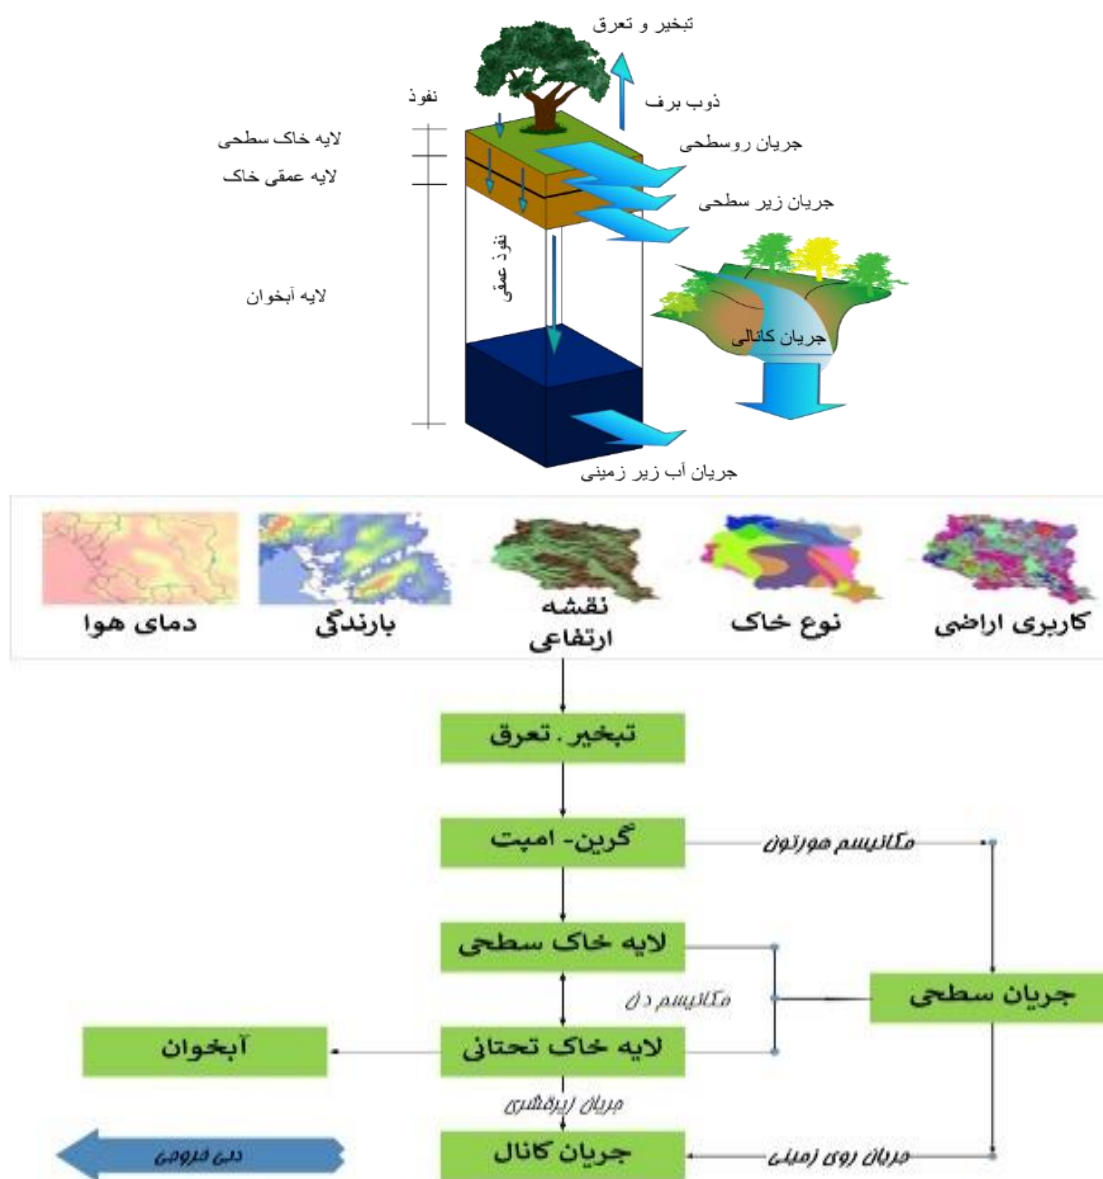 تبخیر و تعرق
ذوب برف
نفوذ
لایه خاک سطحی
جریان روسطحی
لایه عمقی خاک
جریان زیر سطحی
نفوذ عمقی
لایه آبخوان
جریان کانالی
جریان آب زیر زمینی
کاربری اراضی
نوع خاک
نقشه
ارتفاعی
بارندگی
دمای هوا
تبخیر . تعرق
گرین- امپت
مکانیسم هورتون
لایه خاک سطحی
مکانیسم دن
جریان سطحی
لایه خاک تحتانی
آبخوان
جریان زیرقشری
جریان کانال
جریان روی زمینی
دبی خروجی